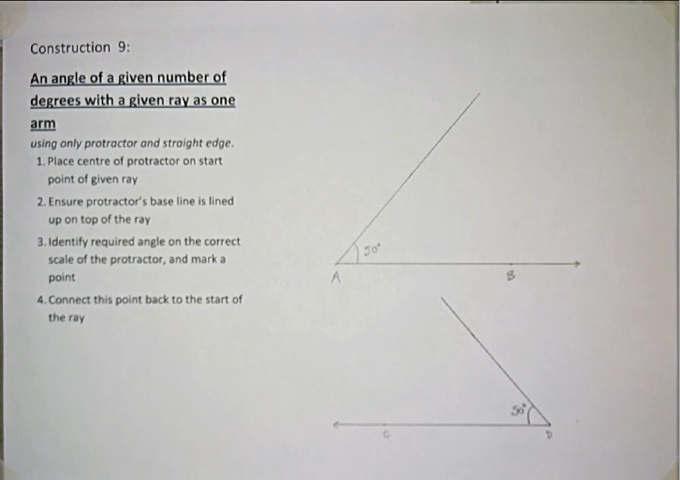 Construction 9:
An angle of a given number of
degrees with a given ray as one
arm
using only protractor and straight edge.
1. Place centre of protractor on start
point of given ray
2. Ensure protractor's base line is lined
up on top of the ray
3. Identify required angle on the correct
scale of the protractor, and mark a
point
4. Connect this point back to the start of
the ray
50°
A
B
50°
C
D